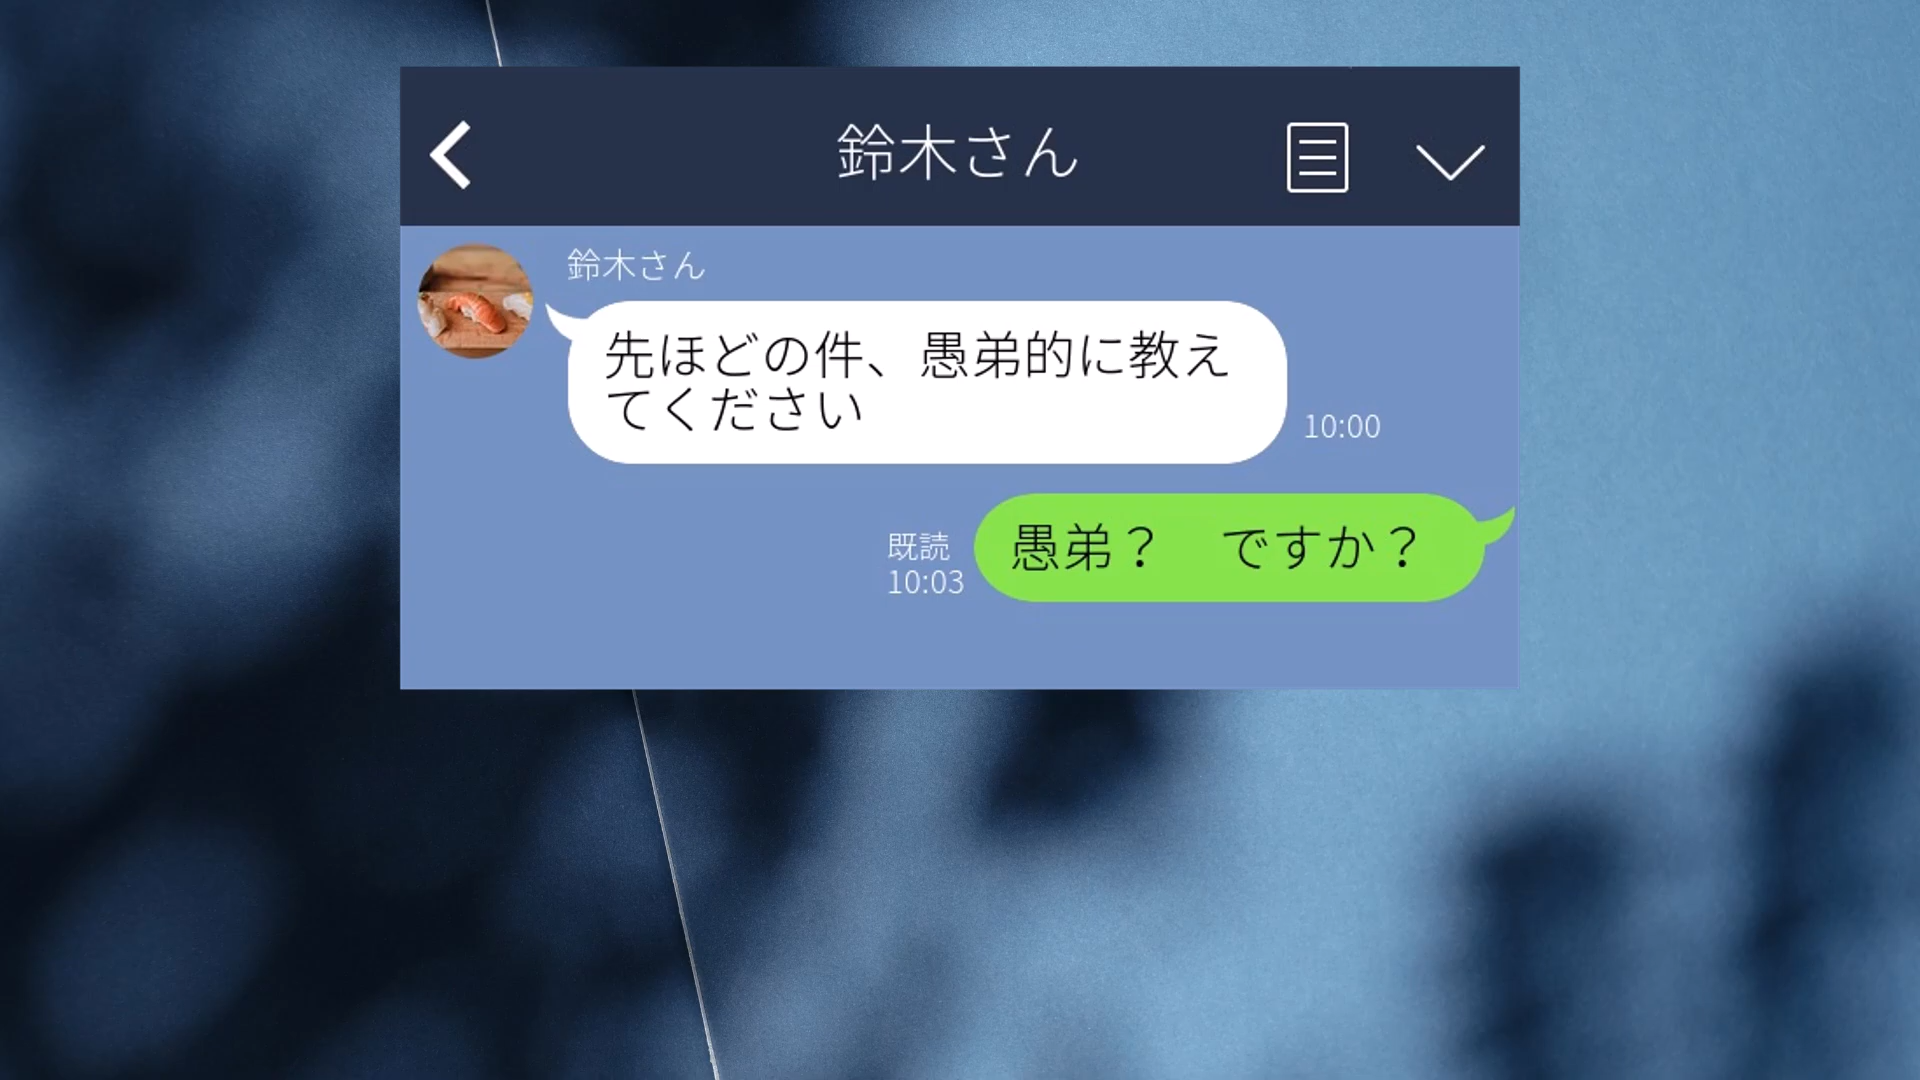 鈴木さん
鈴木さん
先ほどの件、愚弟的に教え
てください
10:00
愚弟？　ですか？
既読
10:03